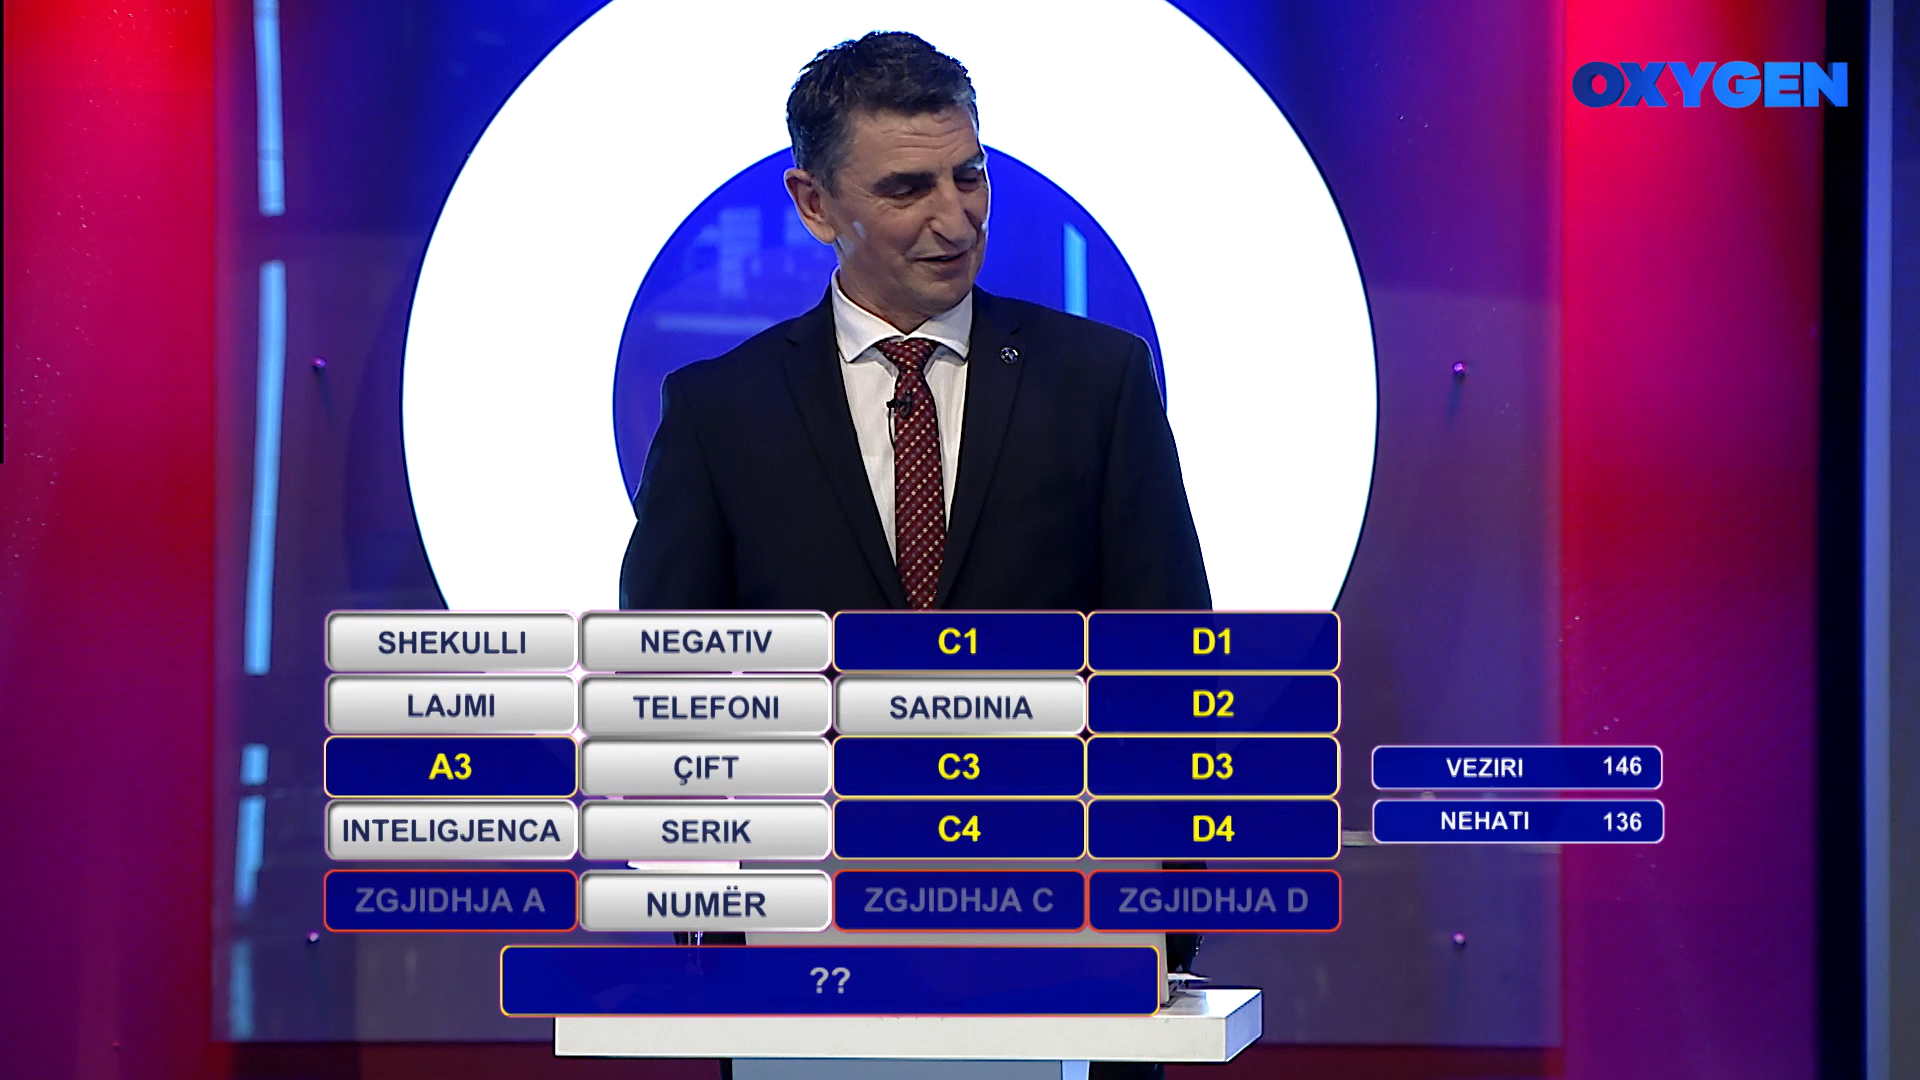 OXYGEN
SHEKULLI NEGATIV C1 D1
LAJMI TELEFONI SARDINIA D2
A3 ÇIFT C3 D3
VEZIRI 146
INTELIGJENCA SERIK C4 D4
NEHATI 136
ZGJIDHJA A NUMËR ZGJIDHJA C ZGJIDHJA D
??